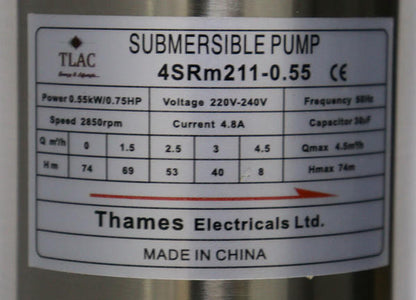 SUBMERSIBLE PUMP
TLAC
4SRm211-0.55 CE
Power 0.55kW/0.75HP Voltage 220V-240V Frequency 50Hz
Speed 2850rpm Current 4.8A Capacitor 30uF
Q m³/h 0 1.5 2.5 3 4.5 Qmax 4.5m³/h
H m 74 69 53 40 8 Hmax 74m
Thames Electricals Ltd.
MADE IN CHINA